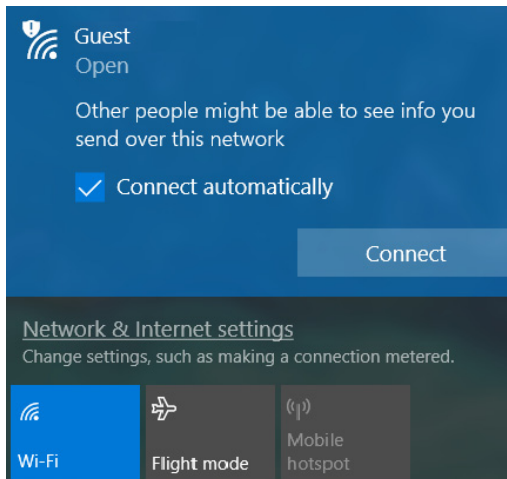 Guest
Open
Other people might be able to see info you
send over this network
Connect automatically
Connect
Network & Internet settings
Change settings, such as making a connection metered.
Wi-Fi
Flight mode
Mobile
hotspot